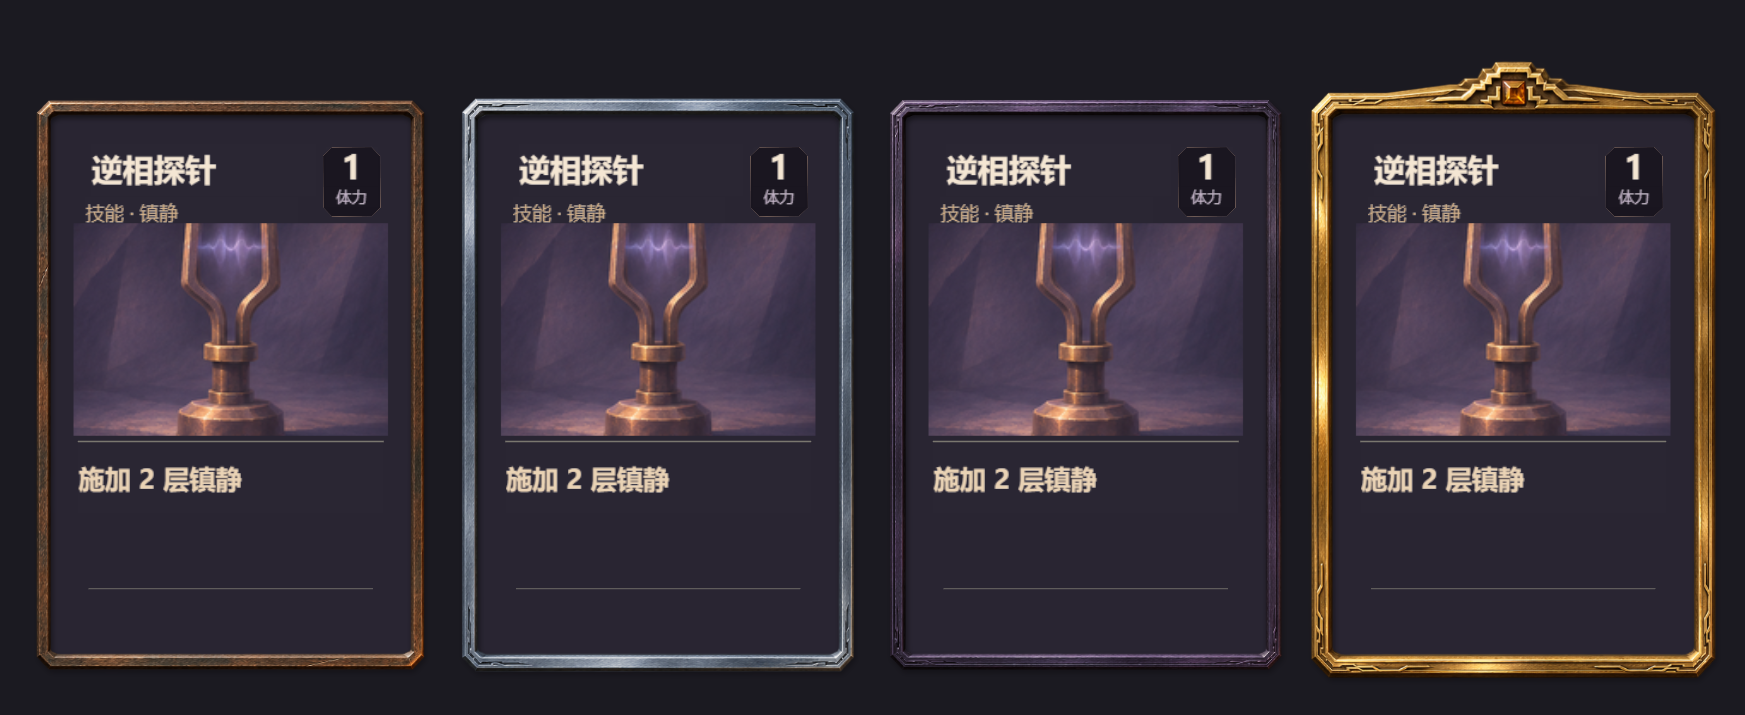 逆相探针
1
体力
技能 · 镇静
施加 2 层镇静
逆相探针
1
体力
技能 · 镇静
施加 2 层镇静
逆相探针
1
体力
技能 · 镇静
施加 2 层镇静
逆相探针
1
体力
技能 · 镇静
施加 2 层镇静